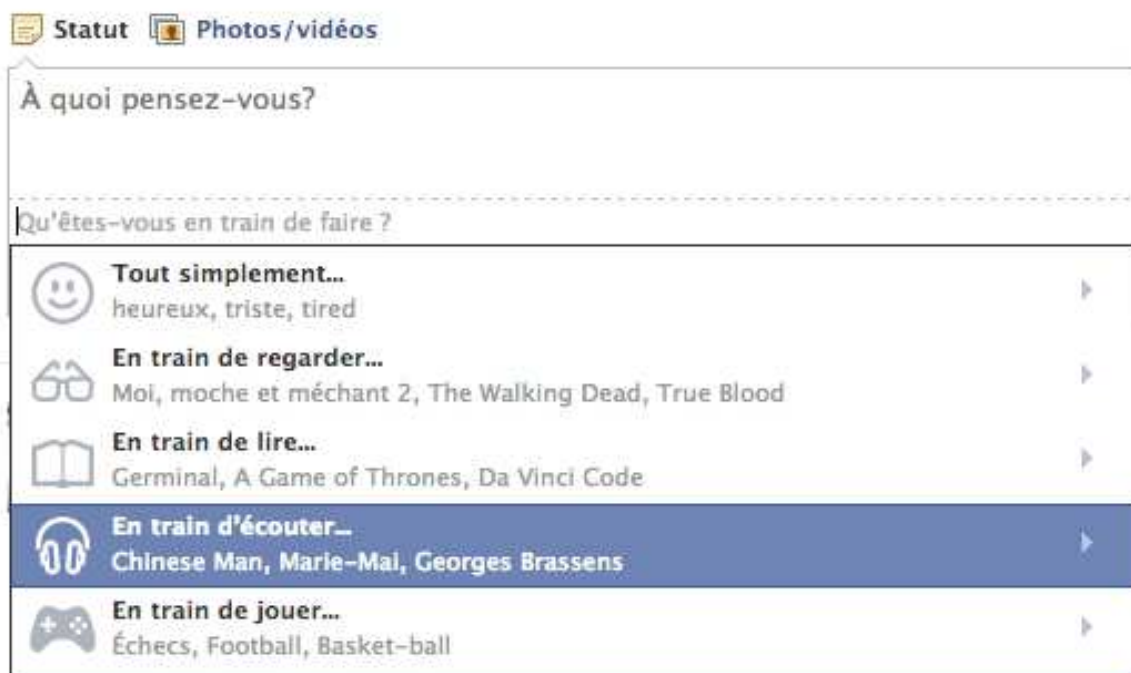 Statut Photos/vidéos
À quoi pensez-vous?
Qu'êtes-vous en train de faire ?
Tout simplement...
heureux, triste, tired
En train de regarder...
Moi, moche et méchant 2, The Walking Dead, True Blood
En train de lire...
Germinal, A Game of Thrones, Da Vinci Code
En train d'écouter...
Chinese Man, Marie-Mai, Georges Brassens
En train de jouer...
Échecs, Football, Basket-ball